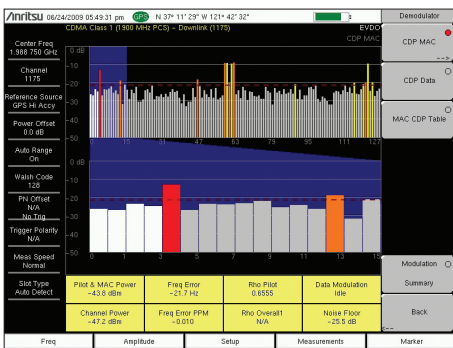 Anritsu 06/24/2009 05:49:31 pm GPS N 37° 11' 29" W 121° 42' 32"
Demodulator
CDMA Class 1 (1900 MHz PCS) - Downlink (1175)
EVDO
CDP MAC
Center Freq
1.988 750 GHz
Channel
1175
Reference Source
GPS Hi Accy
Power Offset
0.0 dB
Auto Range
On
Walsh Code
128
PN Offset
N/A
No Trig
Trigger Polarity
N/A
Meas Speed
Normal
Slot Type
Auto Detect
0 dB
-10
-20
-30
-40
-50
15 31 47 63 79 95 111 127
0 dB
-10
-20
-30
-40
-50
0 1 3 5 7 9 11 13 15
Pilot & MAC Power
-43.8 dBm
Freq Error
-21.7 Hz
Rho Pilot
0.6555
Data Modulation
Idle
Channel Power
-47.2 dBm
Freq Error PPM
-0.010
Rho Overall1
N/A
Noise Floor
-25.5 dB
CDP MAC
-->
CDP Data
MAC CDP Table
Modulation
Summary
Back
<--
Freq
Amplitude
Setup
Measurements
Marker